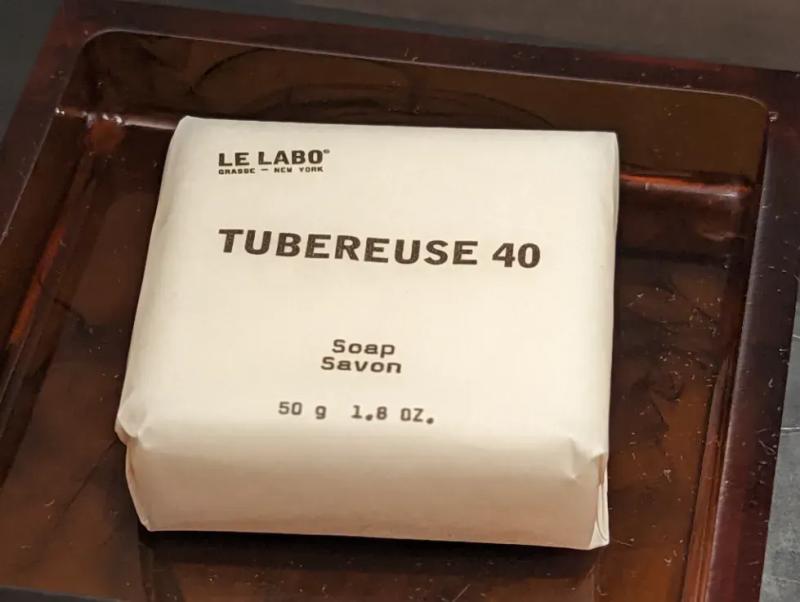 LE LABO®
GRASSE — NEW YORK
TUBEREUSE 40
Soap
Savon
50 g 1.8 OZ.